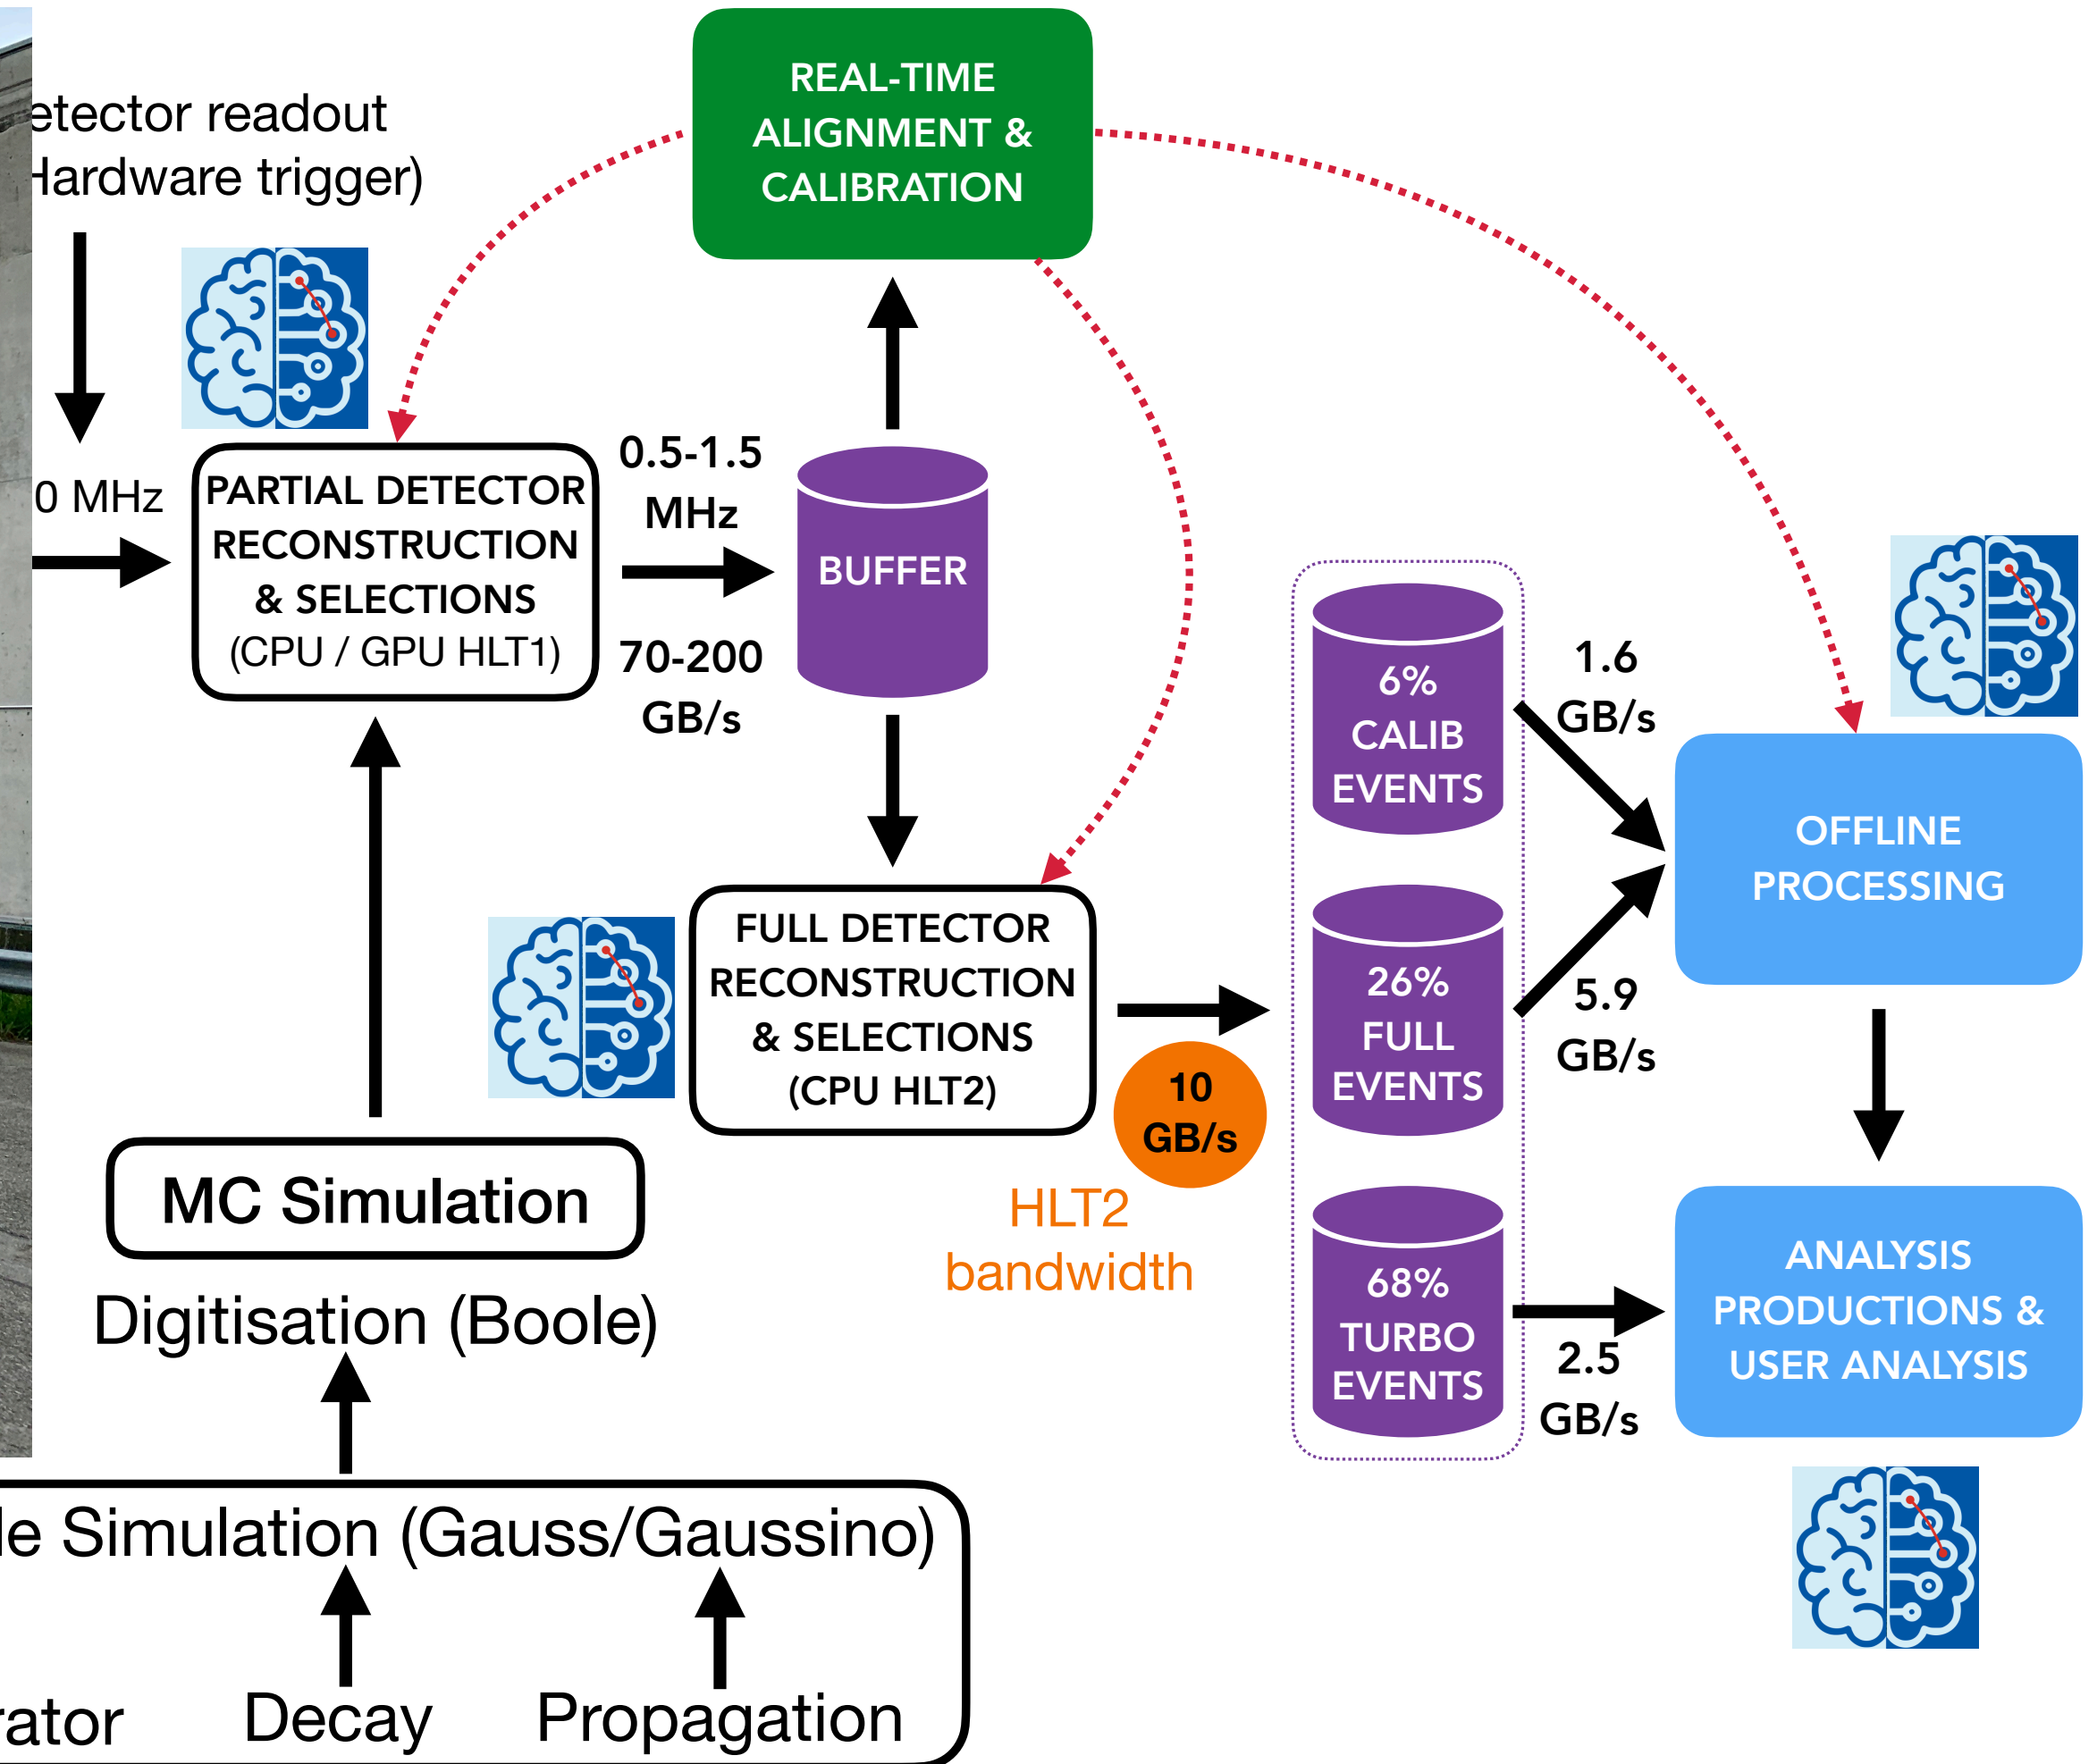 REAL-TIME
ALIGNMENT &
CALIBRATION
etector readout
Hardware trigger)
0 MHz
PARTIAL DETECTOR
RECONSTRUCTION
& SELECTIONS
(CPU / GPU HLT1)
0.5-1.5
MHz
70-200
GB/s
BUFFER
FULL DETECTOR
RECONSTRUCTION
& SELECTIONS
(CPU HLT2)
10
GB/s
HLT2
bandwidth
6%
CALIB
EVENTS
1.6
GB/s
26%
FULL
EVENTS
5.9
GB/s
68%
TURBO
EVENTS
2.5
GB/s
OFFLINE
PROCESSING
ANALYSIS
PRODUCTIONS &
USER ANALYSIS
MC Simulation
Digitisation (Boole)
le Simulation (Gauss/Gaussino)
rator Decay Propagation